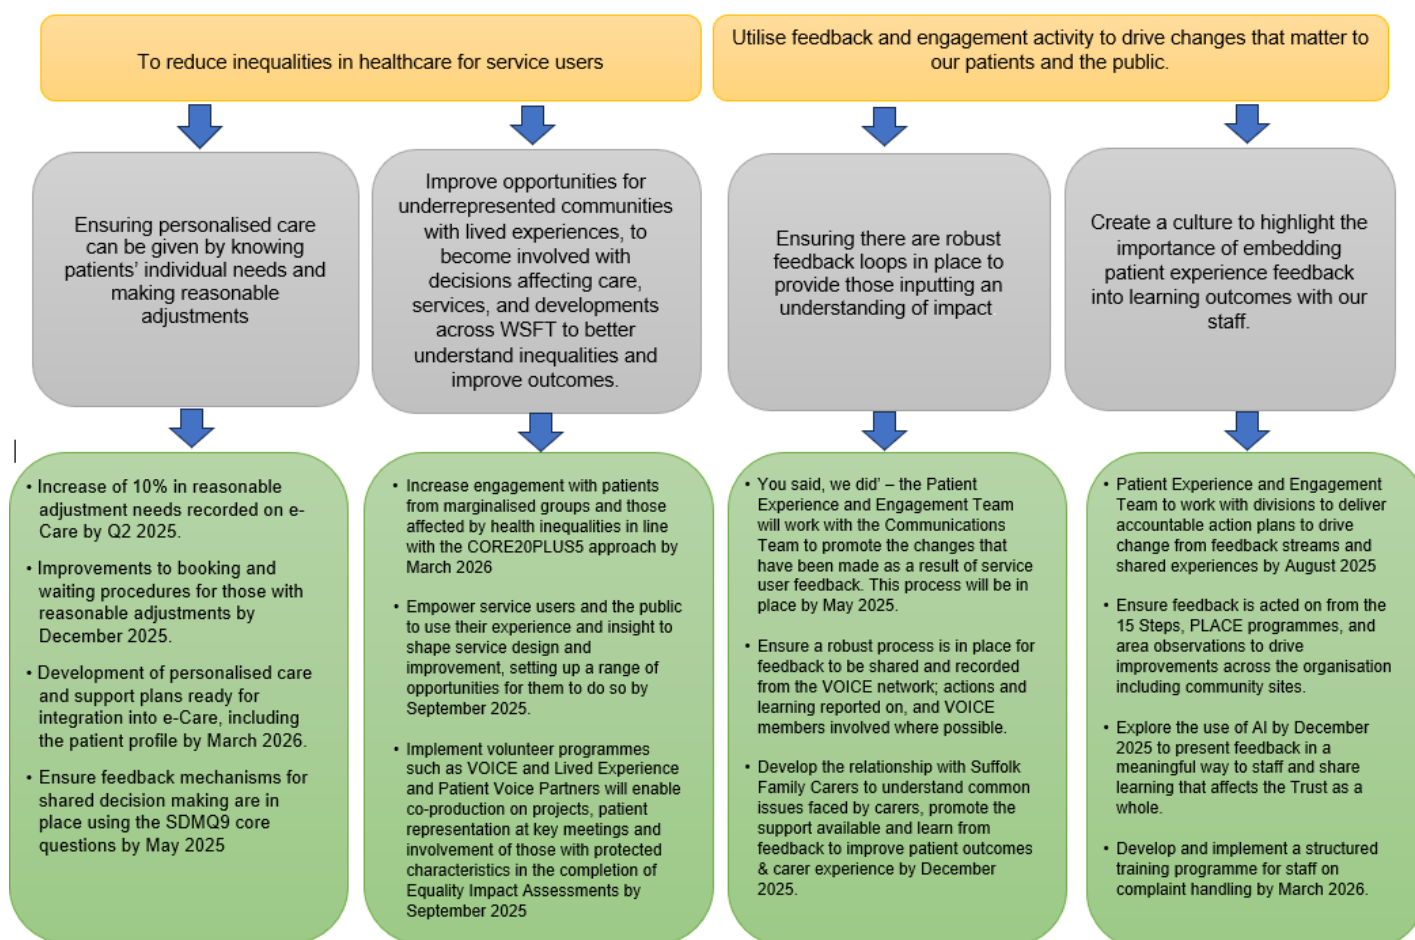 To reduce inequalities in healthcare for service users
Utilise feedback and engagement activity to drive changes that matter to
our patients and the public.
Ensuring personalised care
can be given by knowing
patients' individual needs and
making reasonable
adjustments
Improve opportunities for
underrepresented communities
with lived experiences, to
become involved with
decisions affecting care,
services, and developments
across WSFT to better
understand inequalities and
improve outcomes.
Ensuring there are robust
feedback loops in place to
provide those inputting an
understanding of impact.
Create a culture to highlight the
importance of embedding
patient experience feedback
into learning outcomes with our
staff.
• Increase of 10% in reasonable
adjustment needs recorded on e-
Care by Q2 2025.
• Improvements to booking and
waiting procedures for those with
reasonable adjustments by
December 2025.
• Development of personalised care
and support plans ready for
integration into e-Care, including
the patient profile by March 2026.
• Ensure feedback mechanisms for
shared decision making are in
place using the SDMQ9 core
questions by May 2025
• Increase engagement with patients
from marginalised groups and those
affected by health inequalities in line
with the CORE20PLUS5 approach by
March 2026
• Empower service users and the public
to use their experience and insight to
shape service design and
improvement, setting up a range of
opportunities for them to do so by
September 2025.
• Implement volunteer programmes
such as VOICE and Lived Experience
and Patient Voice Partners will enable
co-production on projects, patient
representation at key meetings and
involvement of those with protected
characteristics in the completion of
Equality Impact Assessments by
September 2025
• You said, we did' – the Patient
Experience and Engagement Team
will work with the Communications
Team to promote the changes that
have been made as a result of service
user feedback. This process will be in
place by May 2025.
• Ensure a robust process is in place for
feedback to be shared and recorded
from the VOICE network; actions and
learning reported on, and VOICE
members involved where possible.
• Develop the relationship with Suffolk
Family Carers to understand common
issues faced by carers, promote the
support available and learn from
feedback to improve patient outcomes
& carer experience by December
2025.
• Patient Experience and Engagement
Team to work with divisions to deliver
accountable action plans to drive
change from feedback streams and
shared experiences by August 2025
• Ensure feedback is acted on from the
15 Steps, PLACE programmes, and
area observations to drive
improvements across the organisation
including community sites.
• Explore the use of AI by December
2025 to present feedback in a
meaningful way to staff and share
learning that affects the Trust as a
whole.
• Develop and implement a structured
training programme for staff on
complaint handling by March 2026.